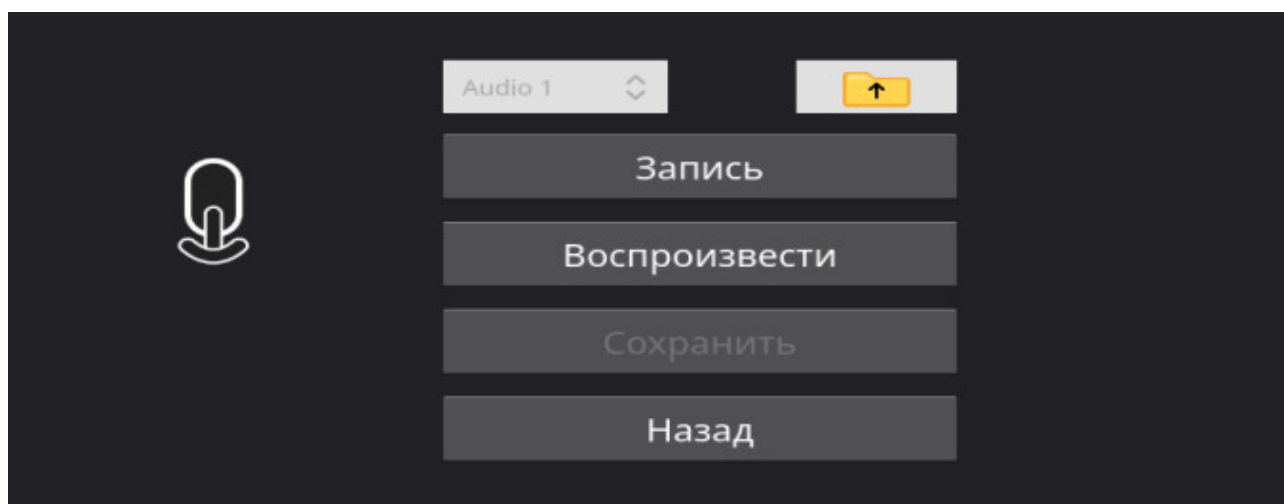 Audio 1
Запись
Воспроизвести
Сохранить
Назад